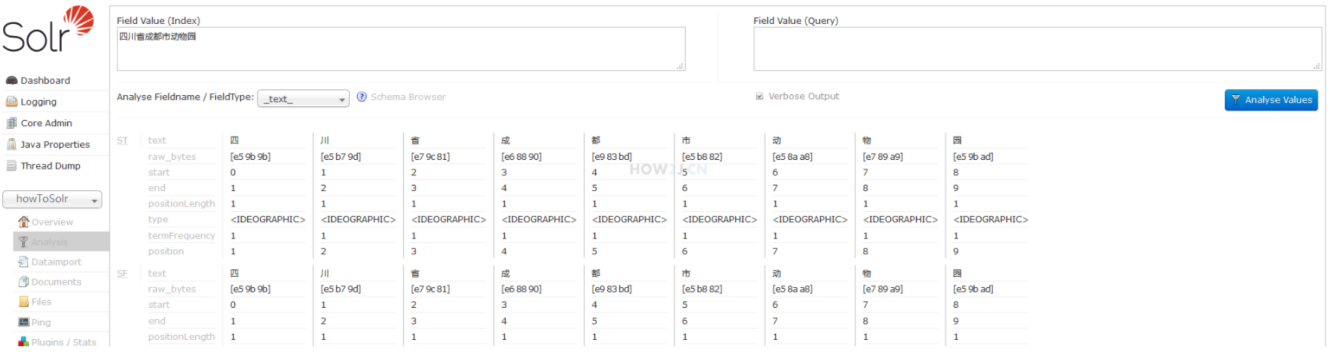 Solr
Dashboard
Logging
Core Admin
Java Properties
Thread Dump
howToSolr
Overview
Analysis
Dataimport
Documents
Files
Ping
Plugins / Stats
Field Value (Index)
四川省成都市动物园
Field Value (Query)
Analyse Fieldname / FieldType: _text_ Schema Browser
Verbose Output
Analyse Values
ST text 四 川 省 成 都 市 动 物 园
raw_bytes [e5 9b 9b] [e5 b7 9d] [e7 9c 81] [e6 88 90] [e9 83 bd] [e5 b8 82] [e5 8a a8] [e7 89 a9] [e5 9b ad]
start 0 1 2 3 4 5 6 7 8
end 1 2 3 4 5 6 7 8 9
positionLength 1 1 1 1 1 1 1 1 1
type <IDEOGRAPHIC> <IDEOGRAPHIC> <IDEOGRAPHIC> <IDEOGRAPHIC> <IDEOGRAPHIC> <IDEOGRAPHIC> <IDEOGRAPHIC> <IDEOGRAPHIC> <IDEOGRAPHIC>
termFrequency 1 1 1 1 1 1 1 1 1
position 1 2 3 4 5 6 7 8 9
SF text 四 川 省 成 都 市 动 物 园
raw_bytes [e5 9b 9b] [e5 b7 9d] [e7 9c 81] [e6 88 90] [e9 83 bd] [e5 b8 82] [e5 8a a8] [e7 89 a9] [e5 9b ad]
start 0 1 2 3 4 5 6 7 8
end 1 2 3 4 5 6 7 8 9
positionLength 1 1 1 1 1 1 1 1 1
HOW2J.CN